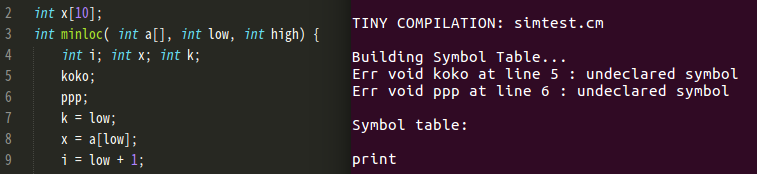 2 int x[10];
3 int minloc( int a[], int low, int high) {
4 int i; int x; int k;
5 koko;
6 ppp;
7 k = low;
8 x = a[low];
9 i = low + 1;
TINY COMPILATION: simtest.cm
Building Symbol Table...
Err void koko at line 5 : undeclared symbol
Err void ppp at line 6 : undeclared symbol
Symbol table:
print